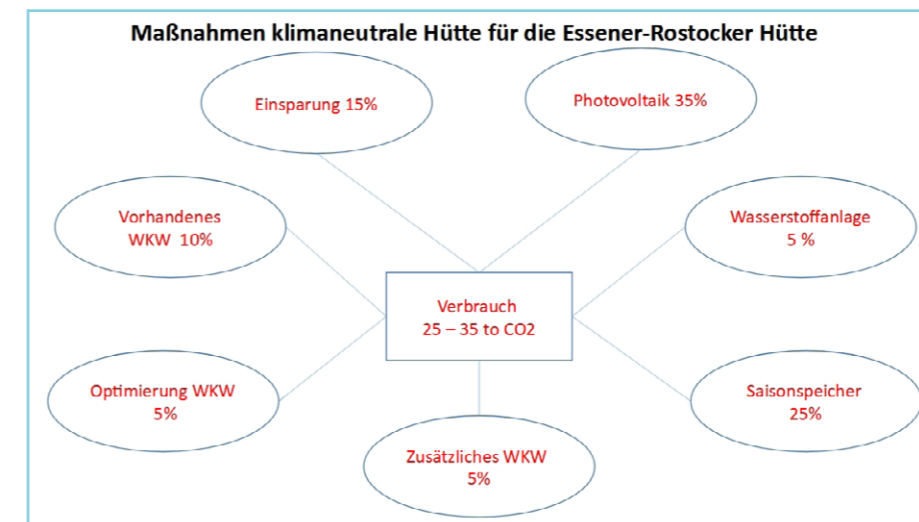 Maßnahmen klimaneutrale Hütte für die Essener-Rostocker Hütte
Einsparung 15%
Photovoltaik 35%
Vorhandenes
WKW 10%
Wasserstoffanlage
5 %
Verbrauch
25 – 35 to CO2
Optimierung WKW
5%
Saisonspeicher
25%
Zusätzliches WKW
5%